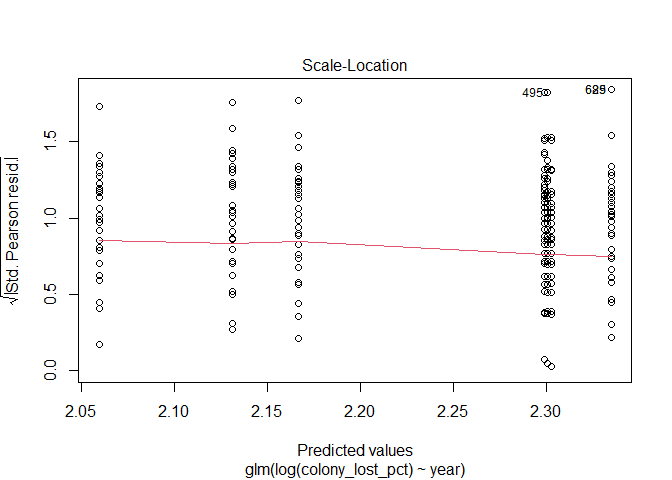 Scale-Location
√|Std. Pearson resid.|
1.5
1.0
0.5
0.0
495
2.05
2.10
2.15
2.20
2.25
2.30
Predicted values
glm(log(colony_lost_pct) ~ year)